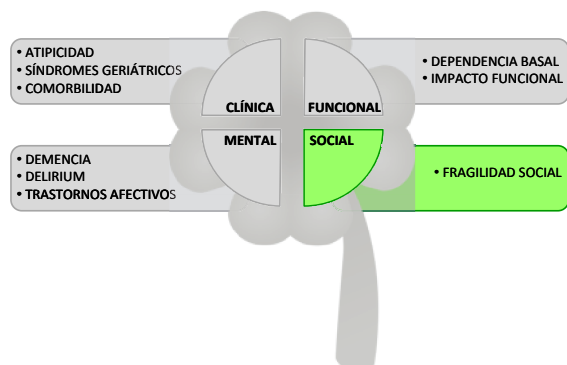 • ATIPICIDAD
• SÍNDROMES GERIÁTRICOS
• COMORBILIDAD
• DEPENDENCIA BASAL
• IMPACTO FUNCIONAL
CLÍNICA
FUNCIONAL
MENTAL
SOCIAL
• DEMENCIA
• DELIRIUM
• TRASTORNOS AFECTIVOS
• FRAGILIDAD SOCIAL